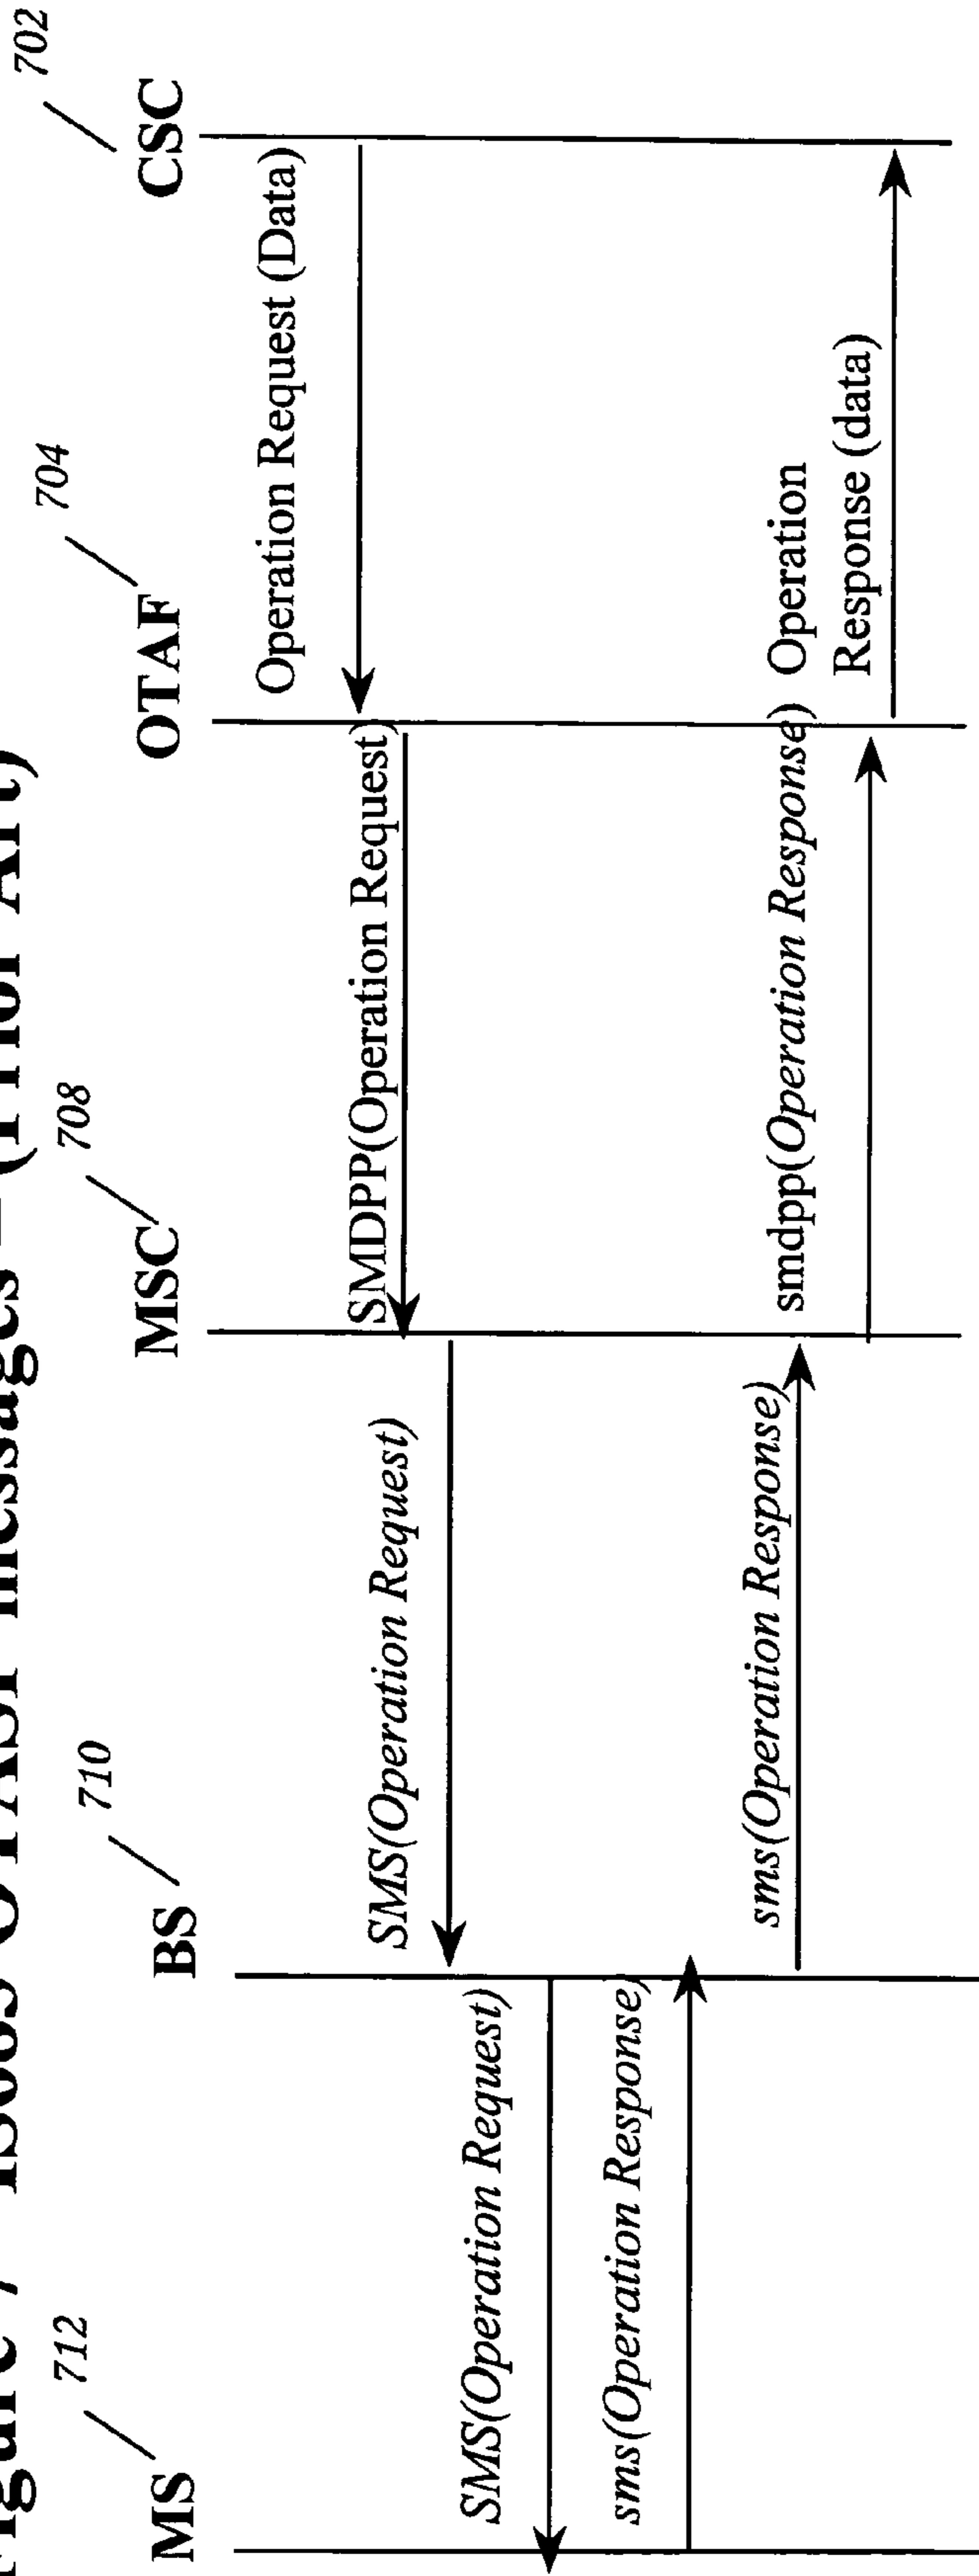 Figure 7 - IS683 OTASP messages - (Prior Art)
712
710
708
704
702
MS
BS
MSC
OTAF
CSC
Operation Request (Data)
SMDPP(Operation Request)
SMS(Operation Request)
SMS(Operation Request)
sms(Operation Response)
sms(Operation Response)
smdpp(Operation Response)
Operation
Response (data)